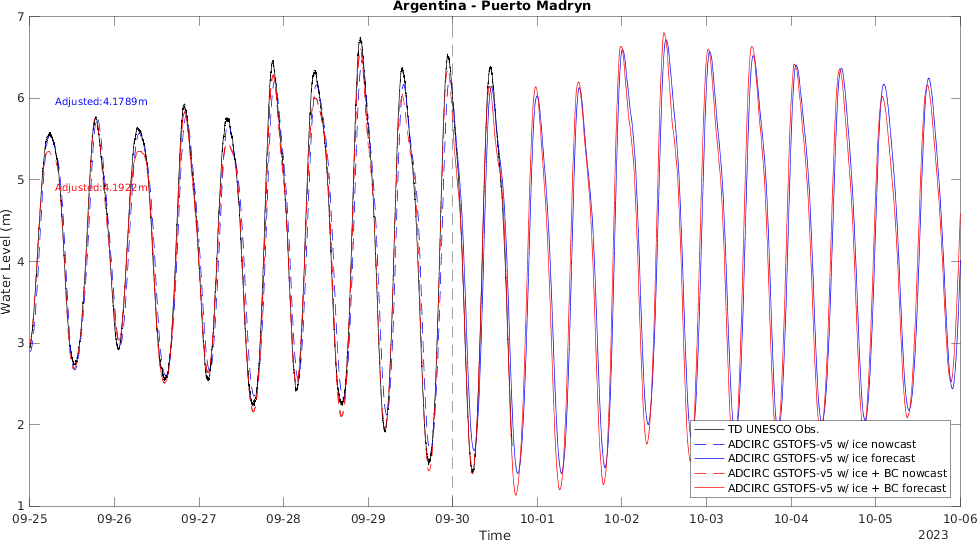 Argentina - Puerto Madryn
7
6
5
4
3
2
1
Water Level (m)
Adjusted:4.1789m
Adjusted:4.1922m
TD UNESCO Obs.
ADCIRC GSTOFS-v5 w/ ice nowcast
ADCIRC GSTOFS-v5 w/ ice forecast
ADCIRC GSTOFS-v5 w/ ice + BC nowcast
ADCIRC GSTOFS-v5 w/ ice + BC forecast
09-25 09-26 09-27 09-28 09-29 09-30 10-01 10-02 10-03 10-04 10-05 10-06
Time
2023